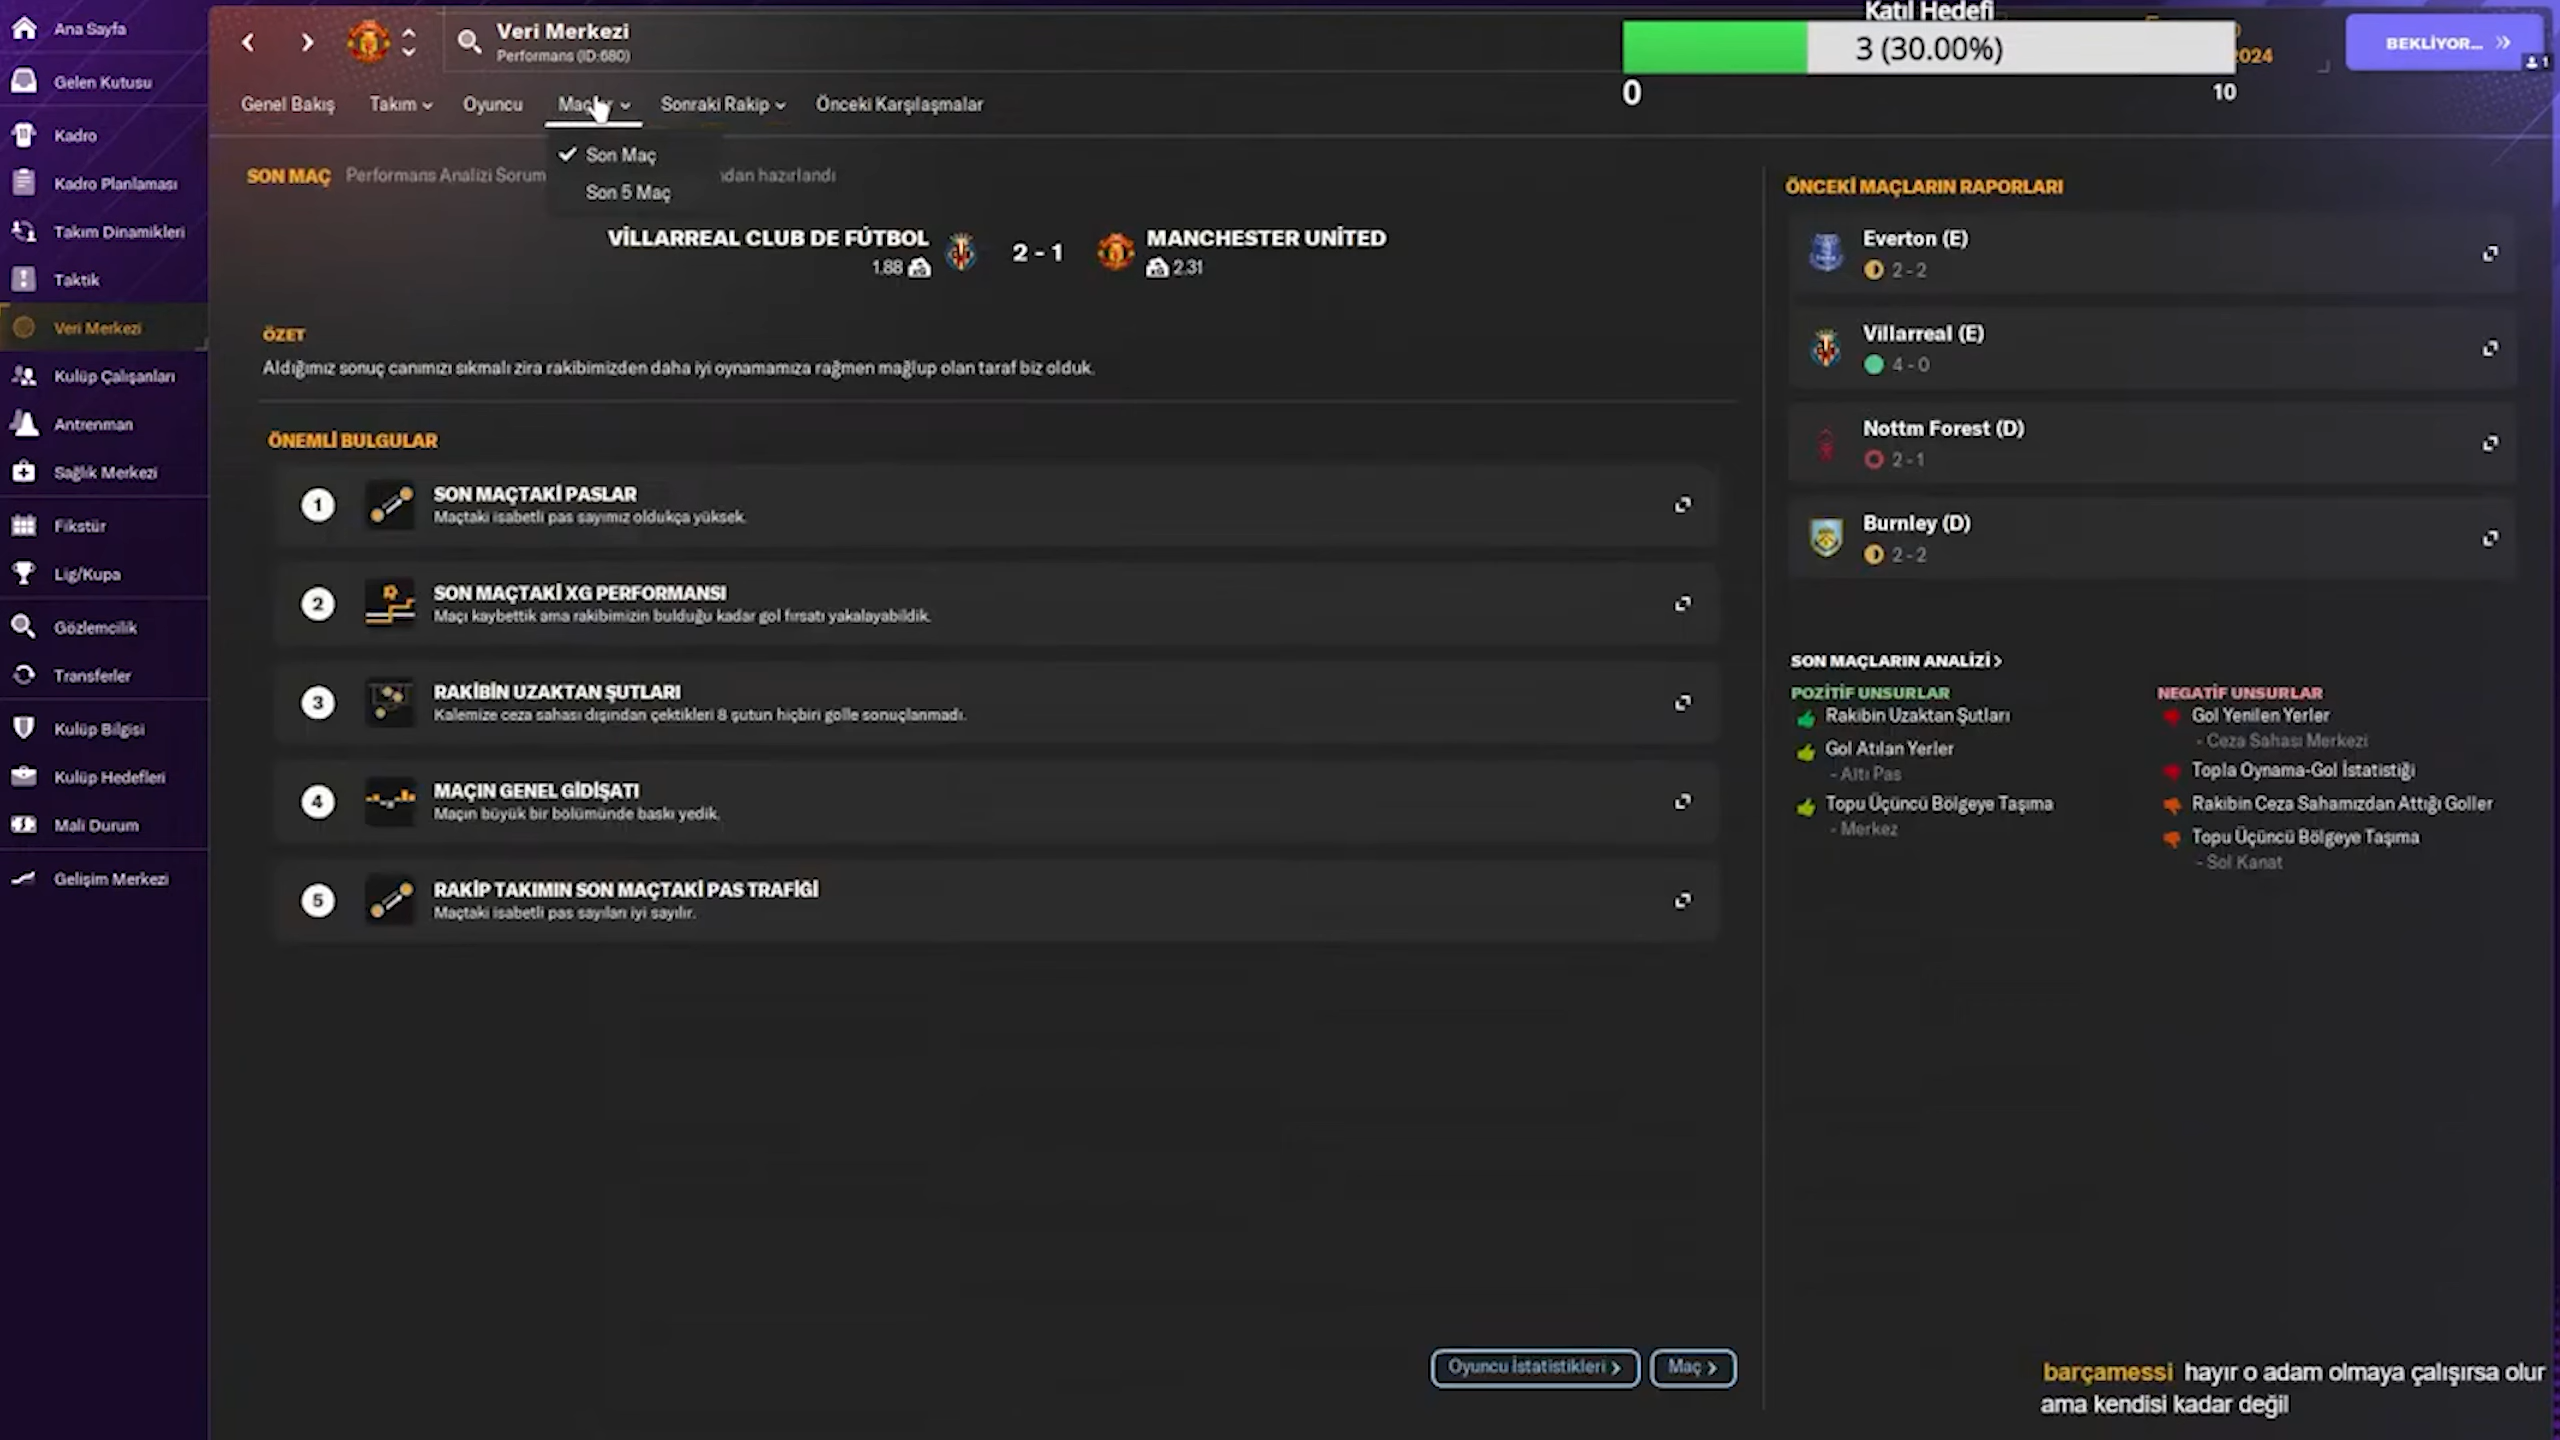 Ana Sayfa
Gelen Kutusu
Kadro
Kadro Planlaması
Takım Dinamikleri
Taktik
Veri Merkezi
Kulüp Çalışanları
Antrenman
Sağlık Merkezi
Fikstür
Lig/Kupa
Gözlemcilik
Transferler
Kulüp Bilgisi
Kulüp Hedefleri
Mali Durum
Gelişim Merkezi
Veri Merkezi
Performans (ID:680)
Katıl Hedefi
3 (30.00%)
0
10
2024
BEKLİYOR...
1
Genel Bakış
Takım
Oyuncu
Sonraki Rakip
Önceki Karşılaşmalar
Son Maç
Son 5 Maç
SON MAÇ Performans Analizi
hazırlandı
VİLLARREAL CLUB DE FÚTBOL
1.88
2 - 1
MANCHESTER UNİTED
2.31
ÖZET
Aldığımız sonuç canımızı sıkmalı zira rakibimizden daha iyi oynamamıza rağmen mağlup olan taraf biz olduk.
ÖNEMLİ BULGULAR
1
SON MAÇTAKİ PASLAR
Maçtaki isabetli pas sayımız oldukça yüksek.
2
SON MAÇTAKİ XG PERFORMANSI
Maçı kaybettik ama rakibimizin bulduğu kadar gol fırsatı yakalayabildik.
3
RAKİBİN UZAKTAN ŞUTLARI
Kalemize ceza sahası dışından çektikleri 8 şutun hiçbiri golle sonuçlanmadı.
4
MAÇIN GENEL GİDİŞATI
Maçın büyük bir bölümünde baskı yedik.
5
RAKİP TAKIMIN SON MAÇTAKİ PAS TRAFİĞİ
Maçtaki isabetli pas sayıları iyi sayılır.
Oyuncu İstatistikleri >
Maç >
ÖNCEKİ MAÇLARIN RAPORLARI
Everton (E)
2 - 2
Villarreal (E)
4 - 0
Nottm Forest (D)
2 - 1
Burnley (D)
2 - 2
SON MAÇLARIN ANALİZİ >
POZİTİF UNSURLAR
Rakibin Uzaktan Şutları
Gol Atılan Yerler
- Altı Pas
Topu Üçüncü Bölgeye Taşıma
- Merkez
NEGATİF UNSURLAR
Gol Yenilen Yerler
- Ceza Sahası Merkezi
Topla Oynama-Gol İstatistiği
Rakibin Ceza Sahamızdan Attığı Goller
Topu Üçüncü Bölgeye Taşıma
- Sol Kanat
barçamessi hayır o adam olmaya çalışırsa olur
ama kendisi kadar değil